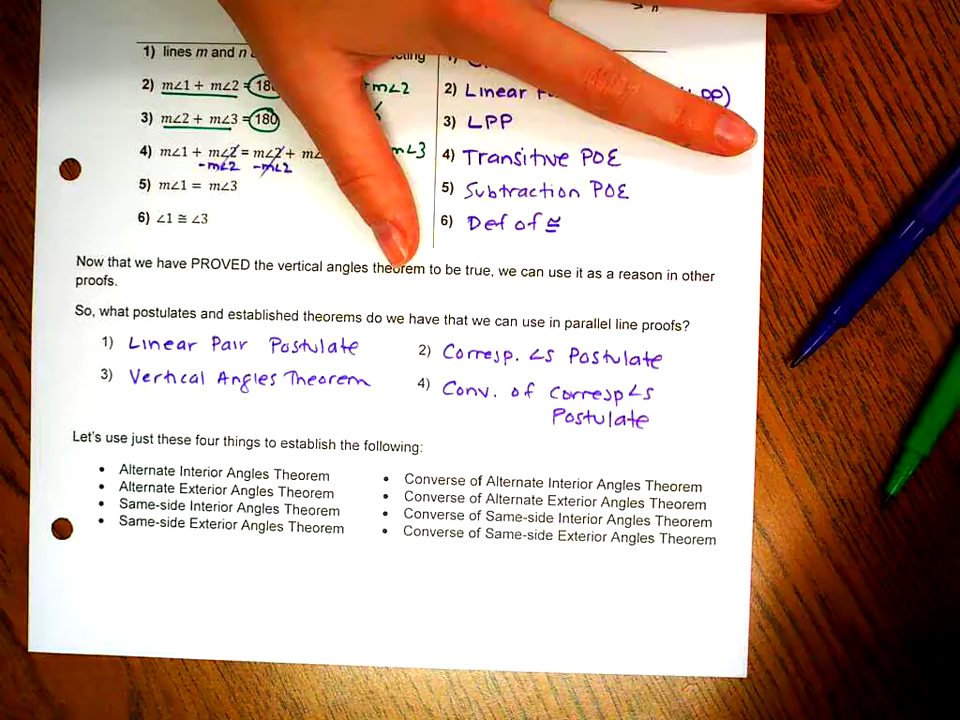 n
1) lines m and n
1)
2) m∠1 + m∠2 = 180 m∠2
2) Linear PP)
3) m∠2 + m∠3 = 180
3) LPP
4) m∠1 + m∠2 = m∠2 + m∠3
4) Transitive POE
-m∠2 -m∠2
5) m∠1 = m∠3
5) Subtraction POE
6) ∠1 ≅ ∠3
6) Def of ≅
Now that we have PROVED the vertical angles theorem to be true, we can use it as a reason in other
proofs.
So, what postulates and established theorems do we have that we can use in parallel line proofs?
1) Linear Pair Postulate
2) Corresp. ∠s Postulate
3) Vertical Angles Theorem
4) Conv. of Corresp ∠s
Postulate
Let's use just these four things to establish the following:
• Alternate Interior Angles Theorem
• Alternate Exterior Angles Theorem
• Same-side Interior Angles Theorem
• Same-side Exterior Angles Theorem
• Converse of Alternate Interior Angles Theorem
• Converse of Alternate Exterior Angles Theorem
• Converse of Same-side Interior Angles Theorem
• Converse of Same-side Exterior Angles Theorem